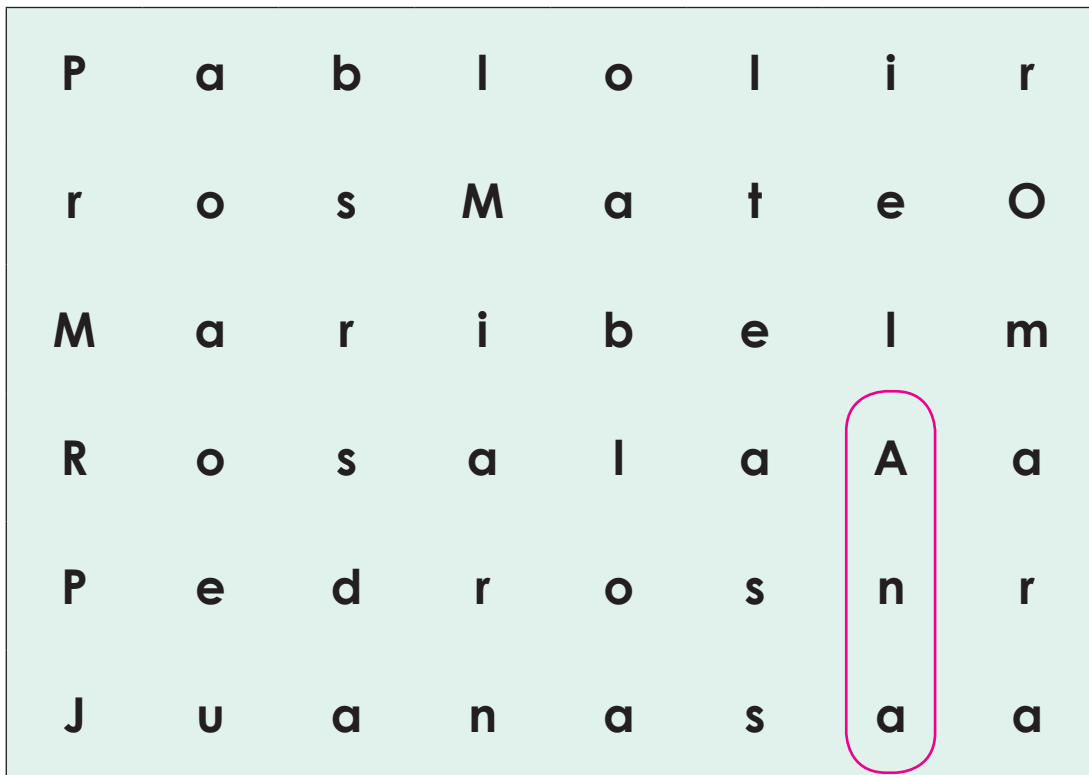 P a b l o l i r
r o s M a t e O
M a r i b e l m
R o s a l a A a
P e d r o s n r
J u a n a s a a